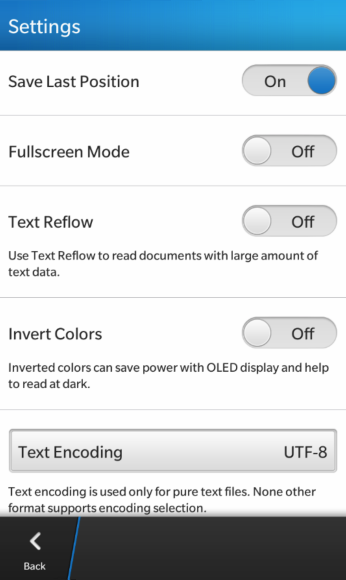 Settings
Save Last Position On
Fullscreen Mode Off
Text Reflow Off
Use Text Reflow to read documents with large amount of
text data.
Invert Colors Off
Inverted colors can save power with OLED display and help
to read at dark.
Text Encoding UTF-8
Text encoding is used only for pure text files. None other
format supports encoding selection.
Back